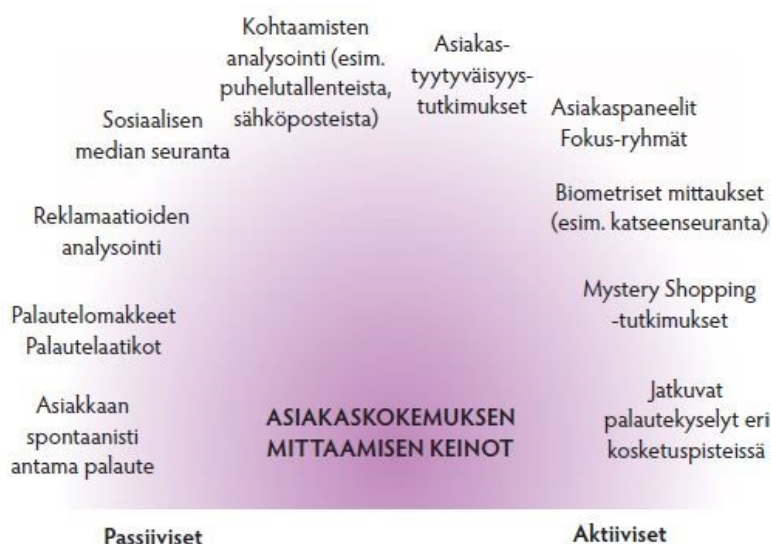 Kohtaamisten
analysointi (esim.
puhelutallenteista,
sähköposteista)
Asiakas-
tyytyväisyys-
tutkimukset
Sosiaalisen
median seuranta
Asiakaspaneelit
Fokus-ryhmät
Reklamaatioiden
analysointi
Biometriset mittaukset
(esim. katseenseuranta)
Palautelomakkeet
Palautelaatikot
Mystery Shopping
-tutkimukset
Asiakkaan
spontaanisti
antama palaute
ASIAKASKOKEMUKSEN
MITTAAMISEN KEINOT
Jatkuvat
palautekyselyt eri
kosketuspisteissä
Passiiviset
Aktiiviset